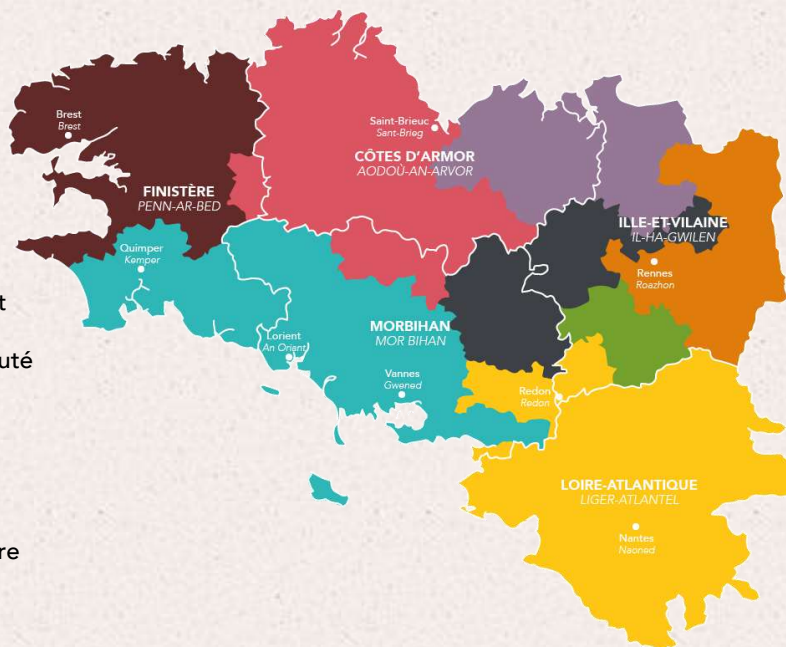 Brest
Brest
Saint-Brieuc
Sant-Brieg
CÔTES D'ARMOR
AODOÙ-AN-ARVOR
FINISTÈRE
PENN-AR-BED
ILLE-ET-VILAINE
IL-HA-GWILEN
Quimper
Kemper
Rennes
Roazhon
t
MORBIHAN
MOR BIHAN
Lorient
An Oriant
uté
Vannes
Gwened
Redon
Redon
LOIRE-ATLANTIQUE
LIGER-ATLANTEL
re
Nantes
Naoned